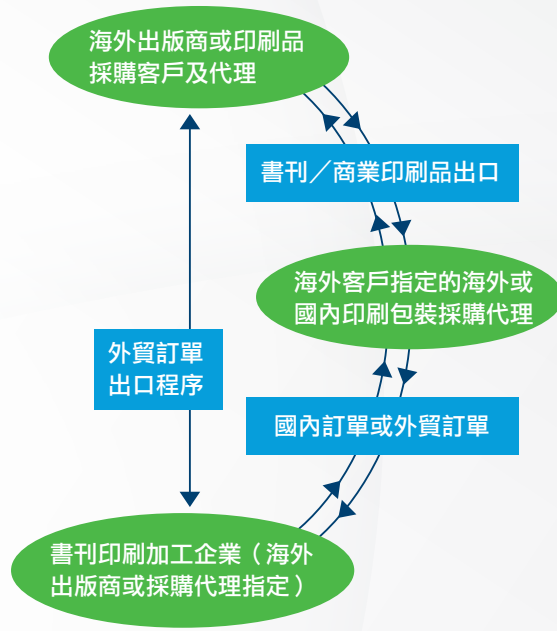 海外出版商或印刷品
採購客戶及代理
書刊／商業印刷品出口
海外客戶指定的海外或
國內印刷包裝採購代理
外貿訂單
出口程序
國內訂單或外貿訂單
書刊印刷加工企業（海外
出版商或採購代理指定）